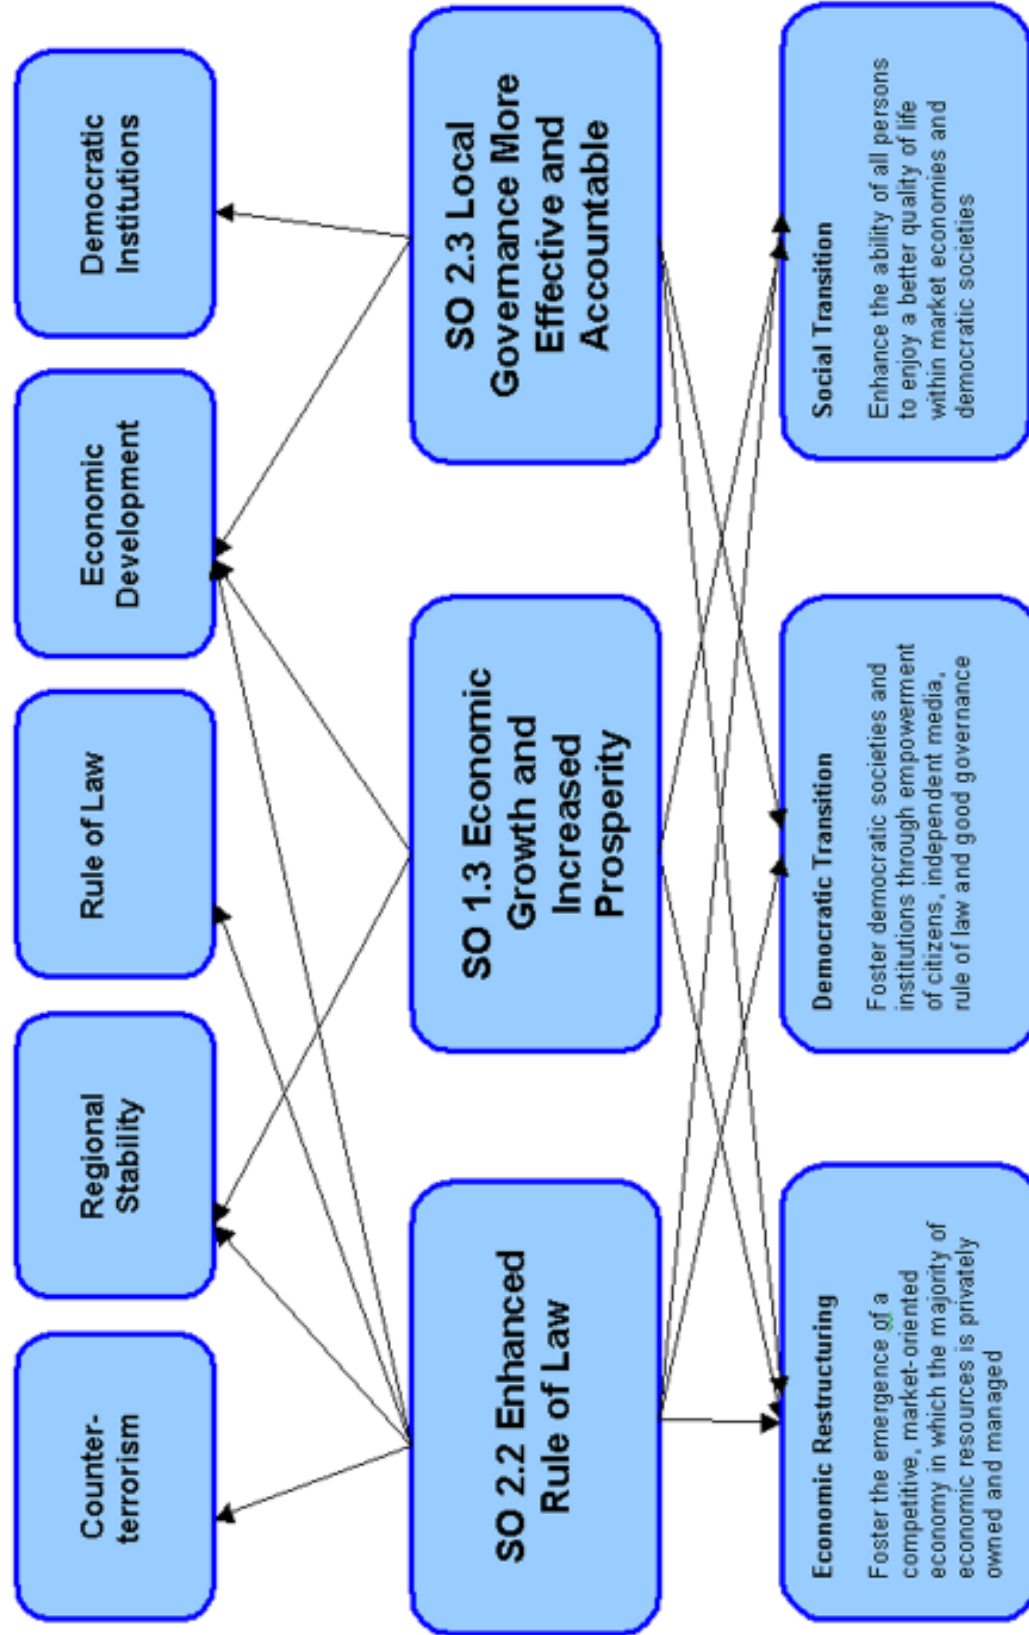 Counter-
terrorism
Regional
Stability
Rule of Law
Economic
Development
Democratic
Institutions
SO 2.2 Enhanced
Rule of Law
SO 1.3 Economic
Growth and
Increased
Prosperity
SO 2.3 Local
Governance More
Effective and
Accountable
Economic Restructuring
Foster the emergence of a
competitive, market-oriented
economy in which the majority of
economic resources is privately
owned and managed
Democratic Transition
Foster democratic societies and
institutions through empowerment
of citizens, independent media,
rule of law and good governance
Social Transition
Enhance the ability of all persons
to enjoy a better quality of life
within market economies and
democratic societies